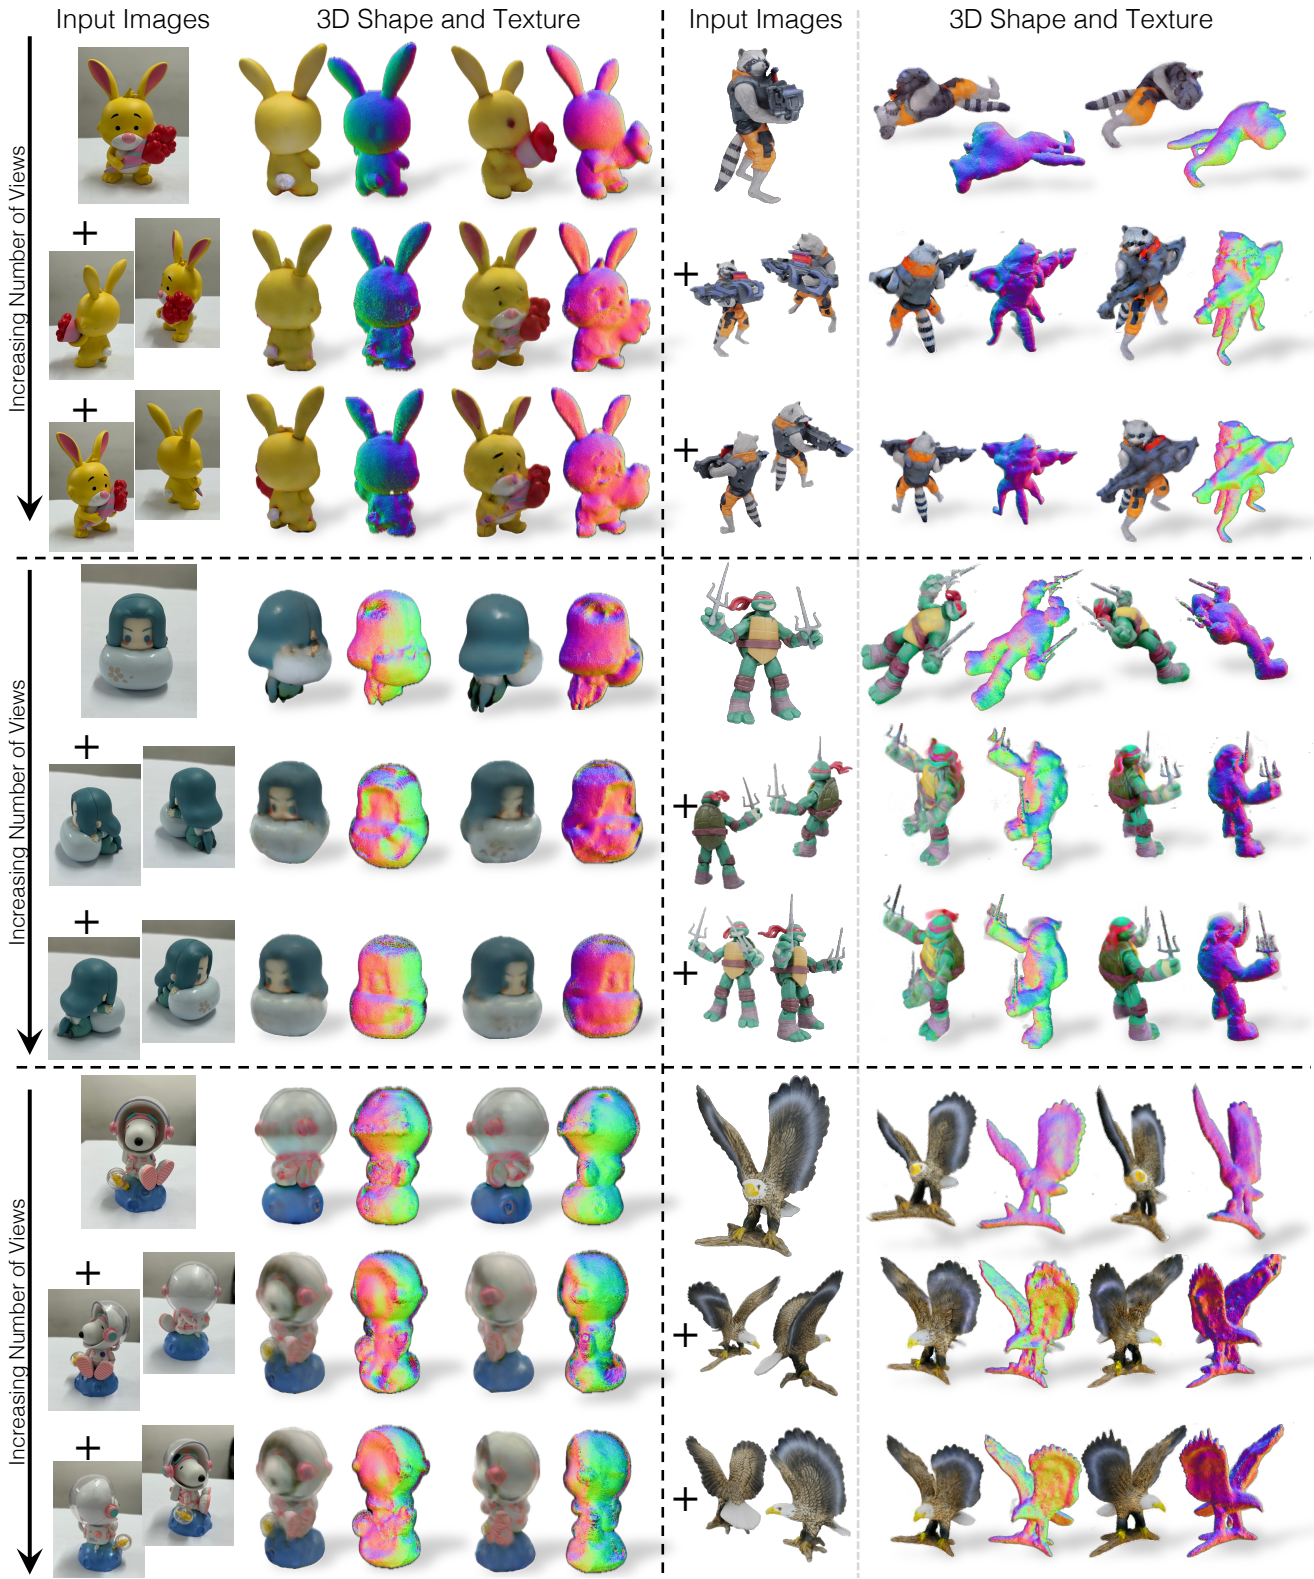 Input Images
3D Shape and Texture
Input Images
3D Shape and Texture
Increasing Number of Views
+
+
+
+
Increasing Number of Views
+
+
+
+
Increasing Number of Views
+
+
+
+